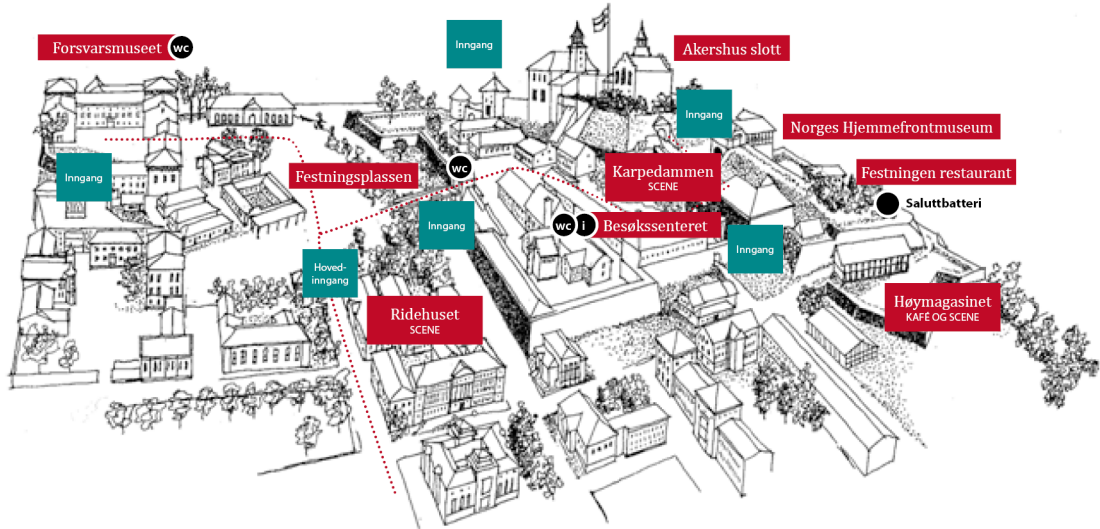 Inngang
Forsvarsmuseet
wc
Akershus slott
Inngang
Norges Hjemmefrontmuseum
Inngang
Festningsplassen
wc
Karpedammen
SCENE
Festningen restaurant
Saluttbatteri
Inngang
wc
i
Besøkssenteret
Inngang
Hoved-
inngang
Ridehuset
SCENE
Høymagasinet
KAFÉ OG SCENE